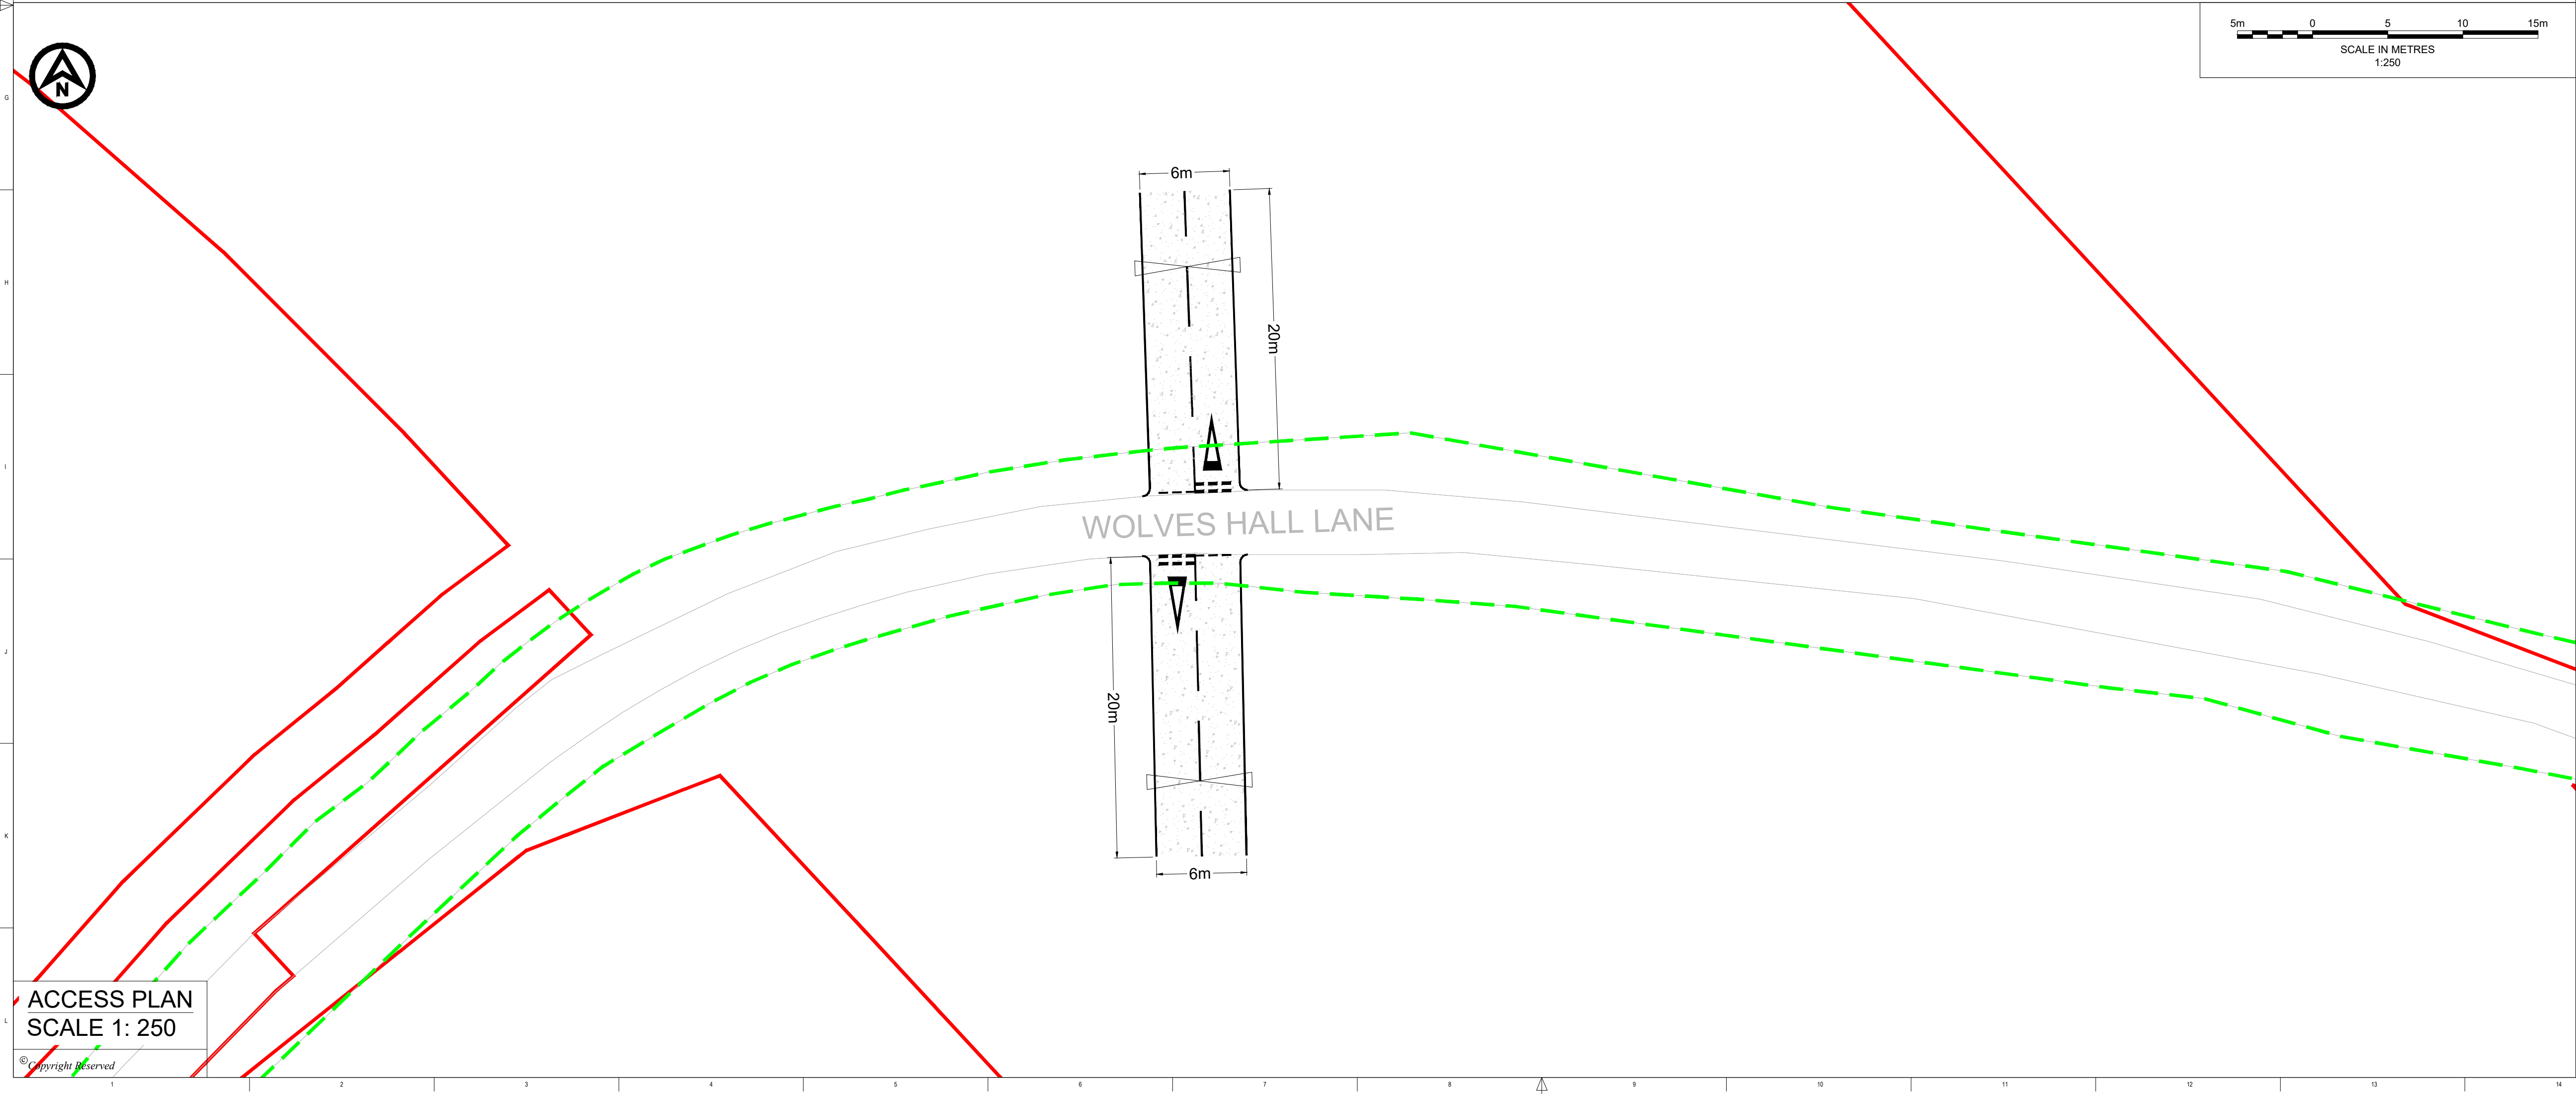 5m 0 5 10 15m
SCALE IN METRES
1:250
N
G
6m
H
20m
I
WOLVES HALL LANE
J
20m
K
6m
ACCESS PLAN
SCALE 1: 250
L
© Copyright Reserved
1 2 3 4 5 6 7 8 9 10 11 12 13 14